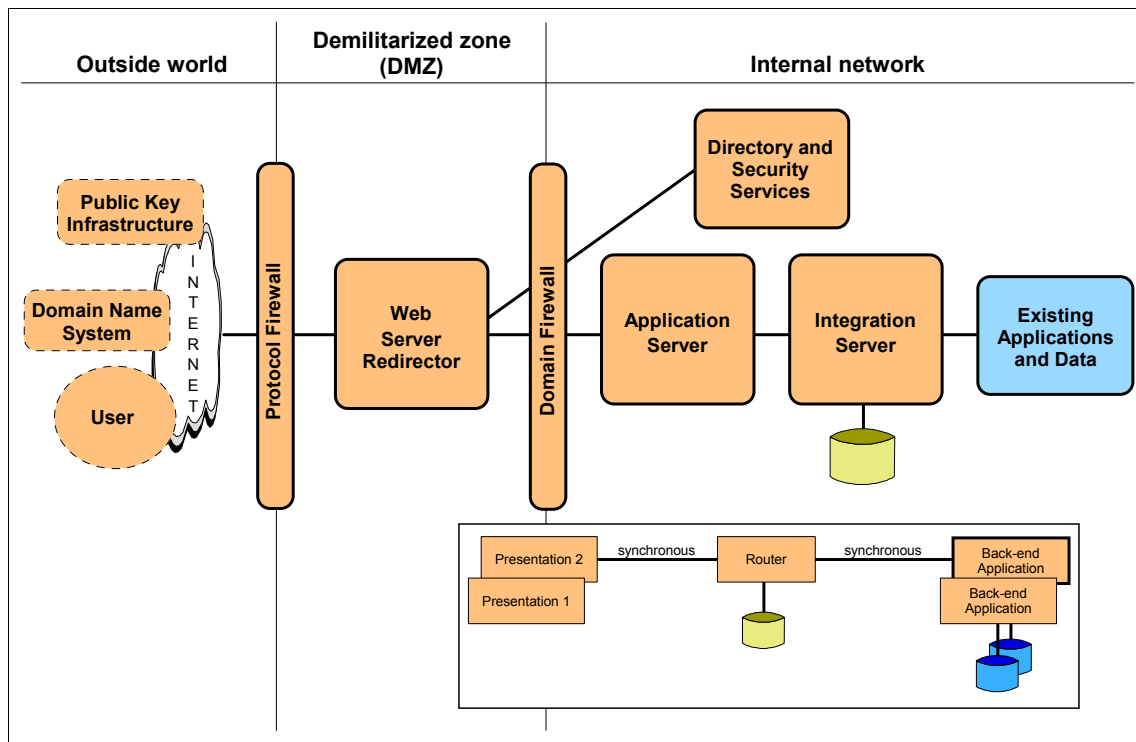 Outside world
Demilitarized zone
(DMZ)
Internal network
Public Key
Infrastructure
Domain Name
System
User
INTERNET
Protocol Firewall
Web
Server
Redirector
Domain Firewall
Directory and
Security
Services
Application
Server
Integration
Server
Existing
Applications
and Data
Presentation 2
Presentation 1
synchronous
Router
synchronous
Back-end
Application
Back-end
Application